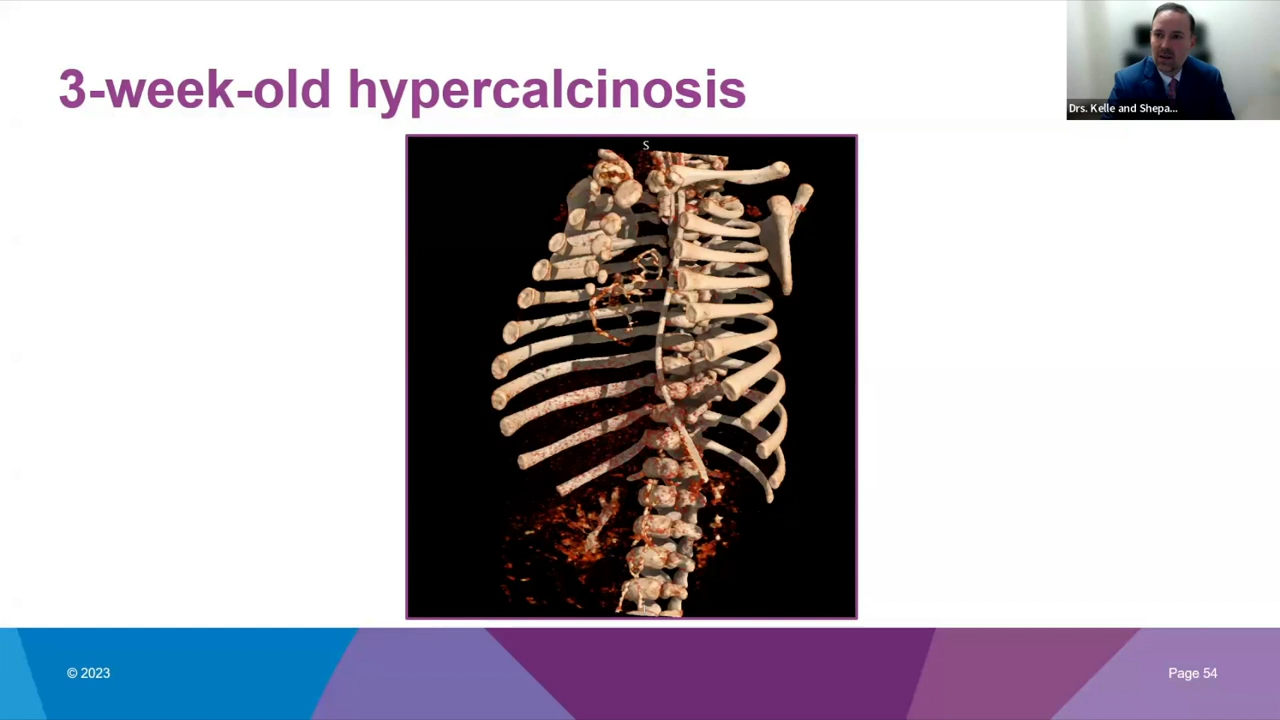 3-week-old hypercalcinosis
Drs. Kelle and Shepa...
S
© 2023
Page 54